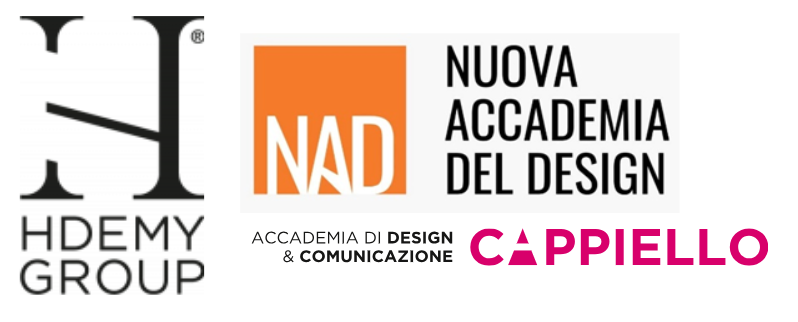 H®
HDEMY
GROUP
NAD
NUOVA
ACCADEMIA
DEL DESIGN
ACCADEMIA DI DESIGN
& COMUNICAZIONE
CAPPIELLO